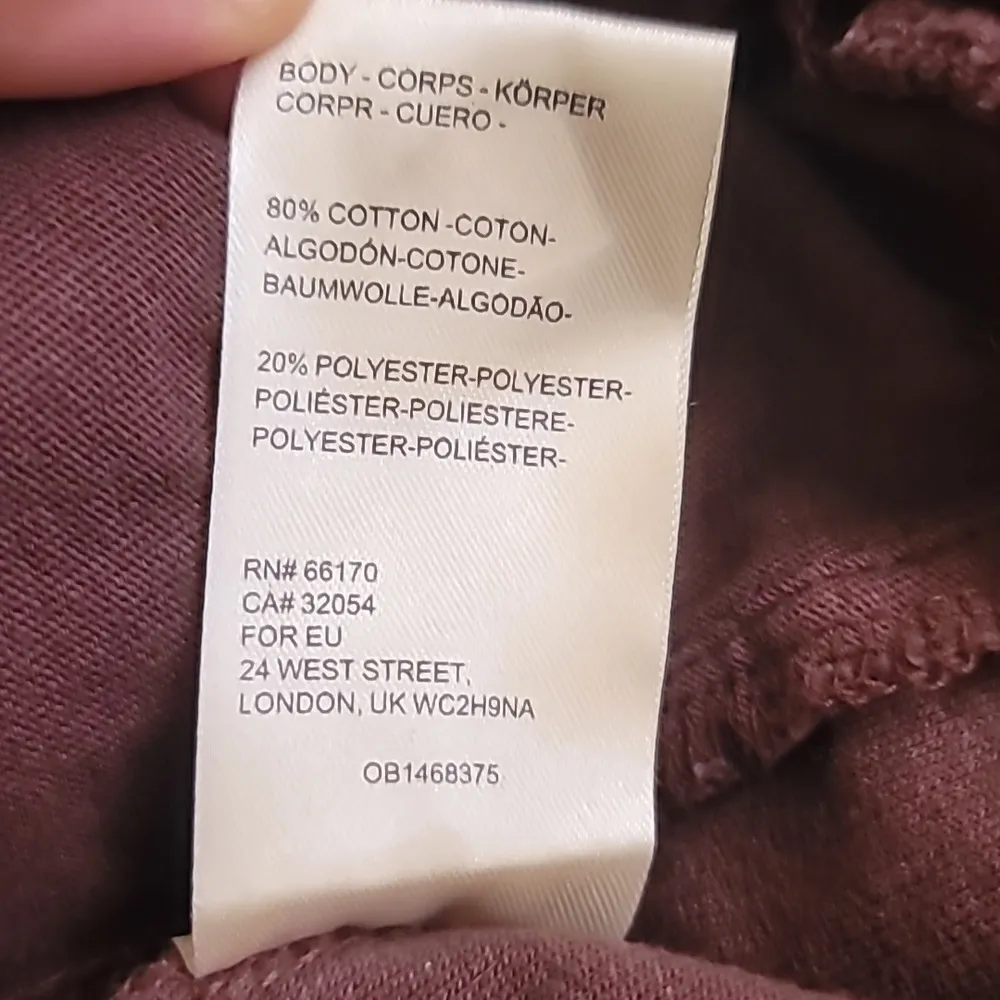 BODY - CORPS - KÖRPER
CORPR - CUERO -
80% COTTON -COTON-
ALGODÓN-COTONE-
BAUMWOLLE-ALGODÃO-
20% POLYESTER-POLYESTER-
POLIÉSTER-POLIESTERE-
POLYESTER-POLIÉSTER-
RN# 66170
CA# 32054
FOR EU
24 WEST STREET,
LONDON, UK WC2H9NA
OB1468375